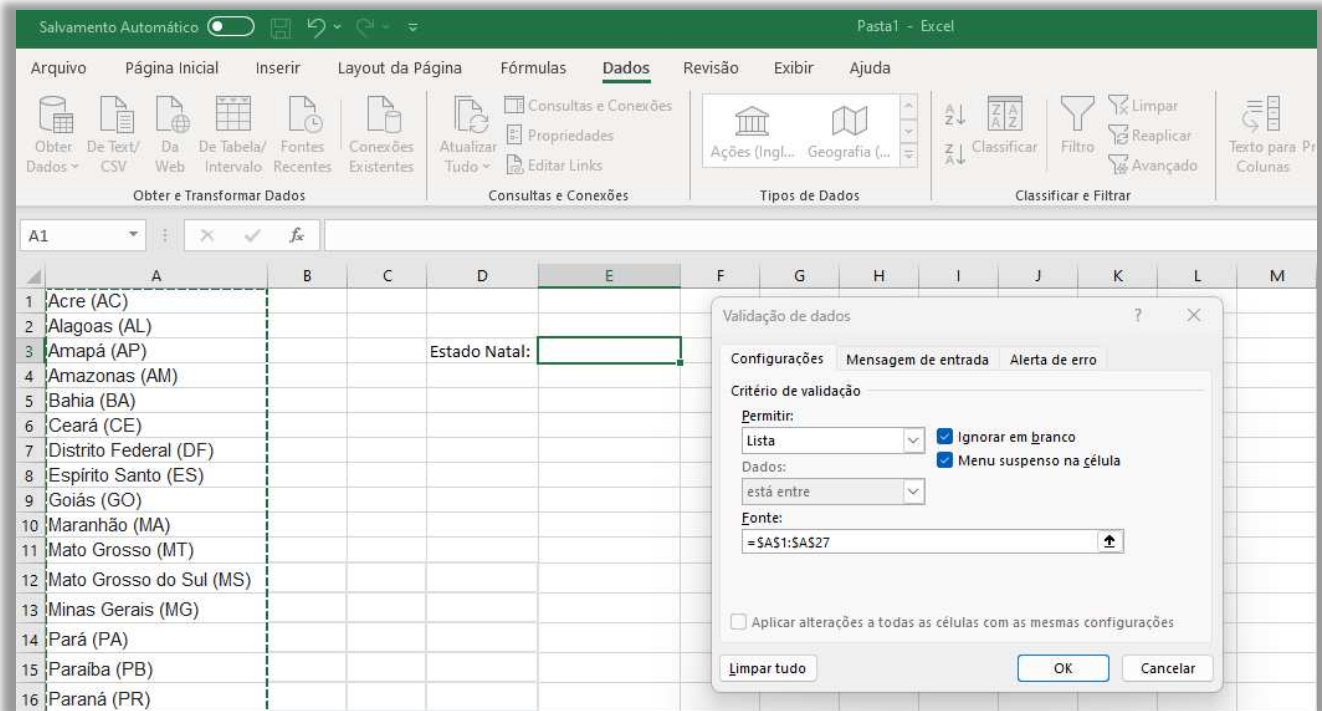 Salvamento Automático
Pasta1 - Excel
Arquivo Página Inicial Inserir Layout da Página Fórmulas Dados Revisão Exibir Ajuda
Obter Dados
De Text/ CSV
Da Web
De Tabela/ Intervalo
Fontes Recentes
Conexões Existentes
Obter e Transformar Dados
Atualizar Tudo
Consultas e Conexões
Propriedades
Editar Links
Consultas e Conexões
Ações (Ingl... Geografia (...
Tipos de Dados
Classificar
Filtro
Limpar
Reaplicar
Avançado
Classificar e Filtrar
Texto para Colunas
Pr
A1 fx
A B C D E F G H I J K L M
1 Acre (AC)
2 Alagoas (AL)
3 Amapá (AP) Estado Natal:
4 Amazonas (AM)
5 Bahia (BA)
6 Ceará (CE)
7 Distrito Federal (DF)
8 Espírito Santo (ES)
9 Goiás (GO)
10 Maranhão (MA)
11 Mato Grosso (MT)
12 Mato Grosso do Sul (MS)
13 Minas Gerais (MG)
14 Pará (PA)
15 Paraíba (PB)
16 Paraná (PR)
Validação de dados ?
Configurações Mensagem de entrada Alerta de erro
Critério de validação
Permitir:
Lista
Ignorar em branco
Menu suspenso na célula
Dados:
está entre
Fonte:
=$A$1:$A$27
Aplicar alterações a todas as células com as mesmas configurações
Limpar tudo OK Cancelar